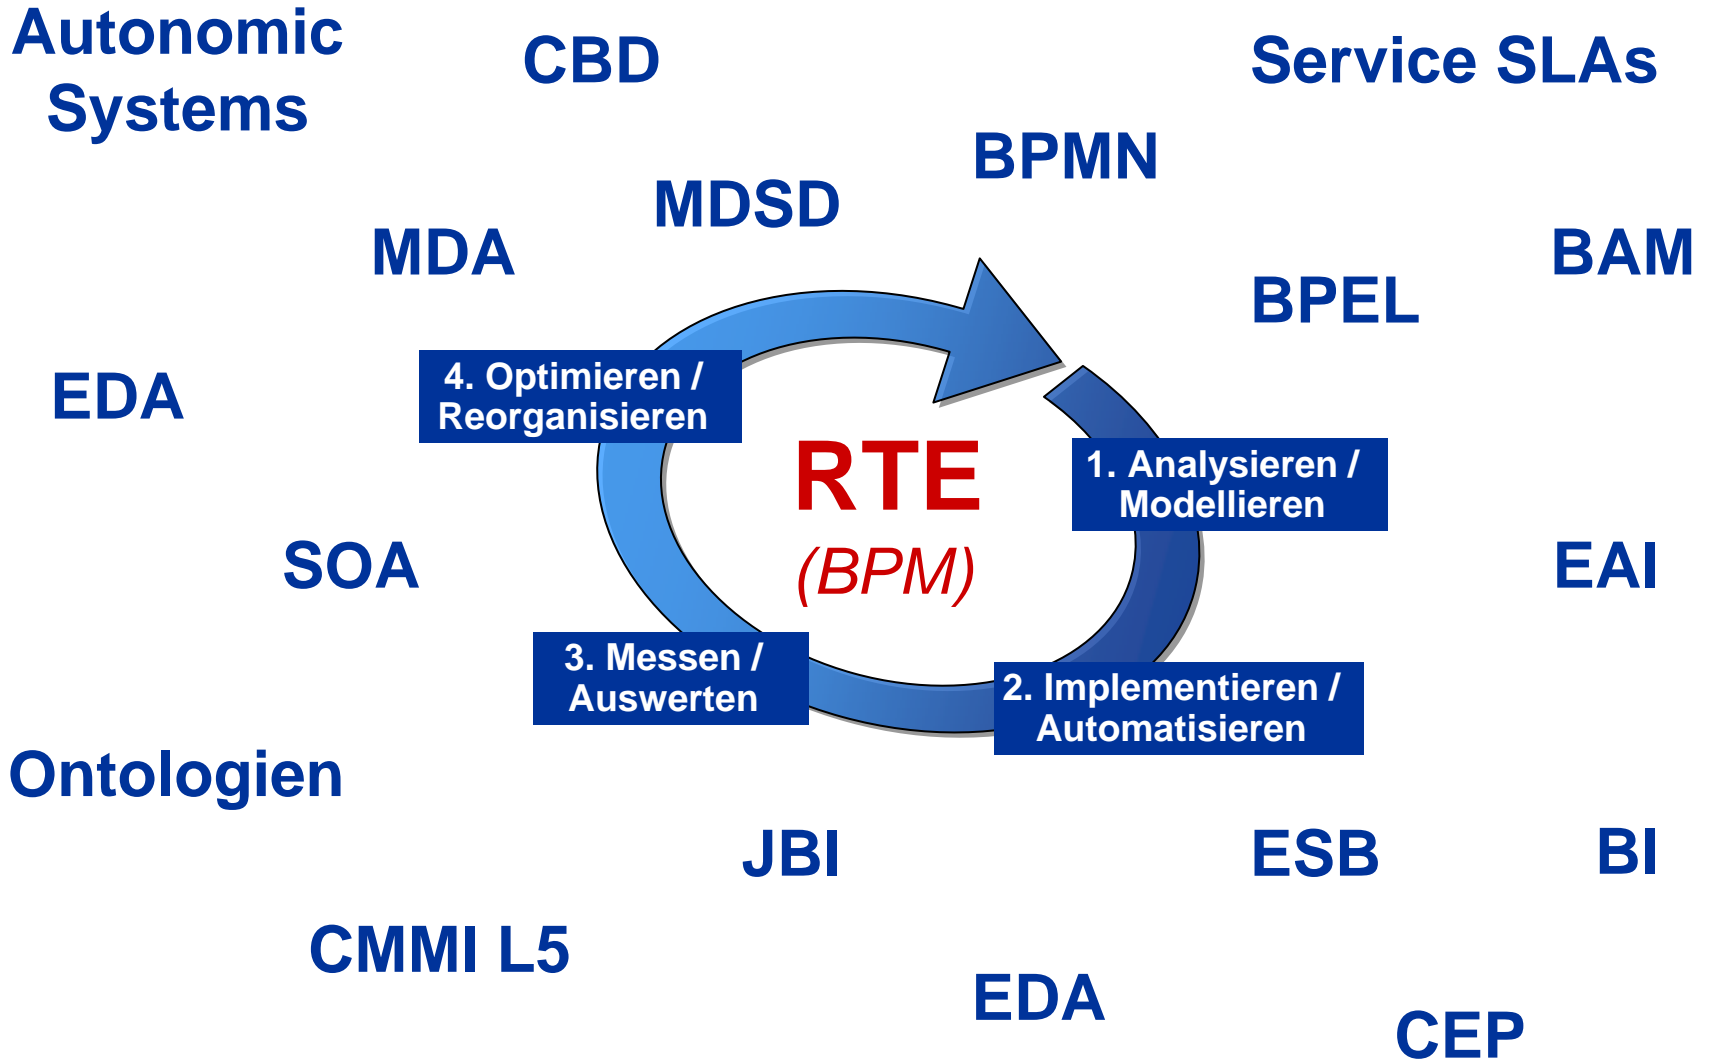 Autonomic
Systems
CBD
Service SLAs
BPMN
MDSD
MDA
BAM
BPEL
EDA
4. Optimieren /
Reorganisieren
RTE
(BPM)
1. Analysieren /
Modellieren
SOA
EAI
3. Messen /
Auswerten
2. Implementieren /
Automatisieren
Ontologien
JBI
ESB
BI
CMMI L5
EDA
CEP